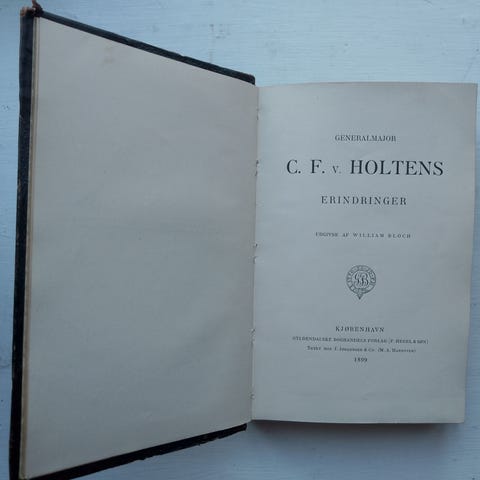 GENERALMAJOR
C. F. v. HOLTENS
ERINDRINGER
UDGIVNE AF WILLIAM BLOCH
KJØBENHAVN
GYLDENDALSKE BOGHANDELS FORLAG (F. HEGEL & SØN)
TRYKT HOS J. JØRGENSEN & CO. (M. A. HANNOVER)
1899